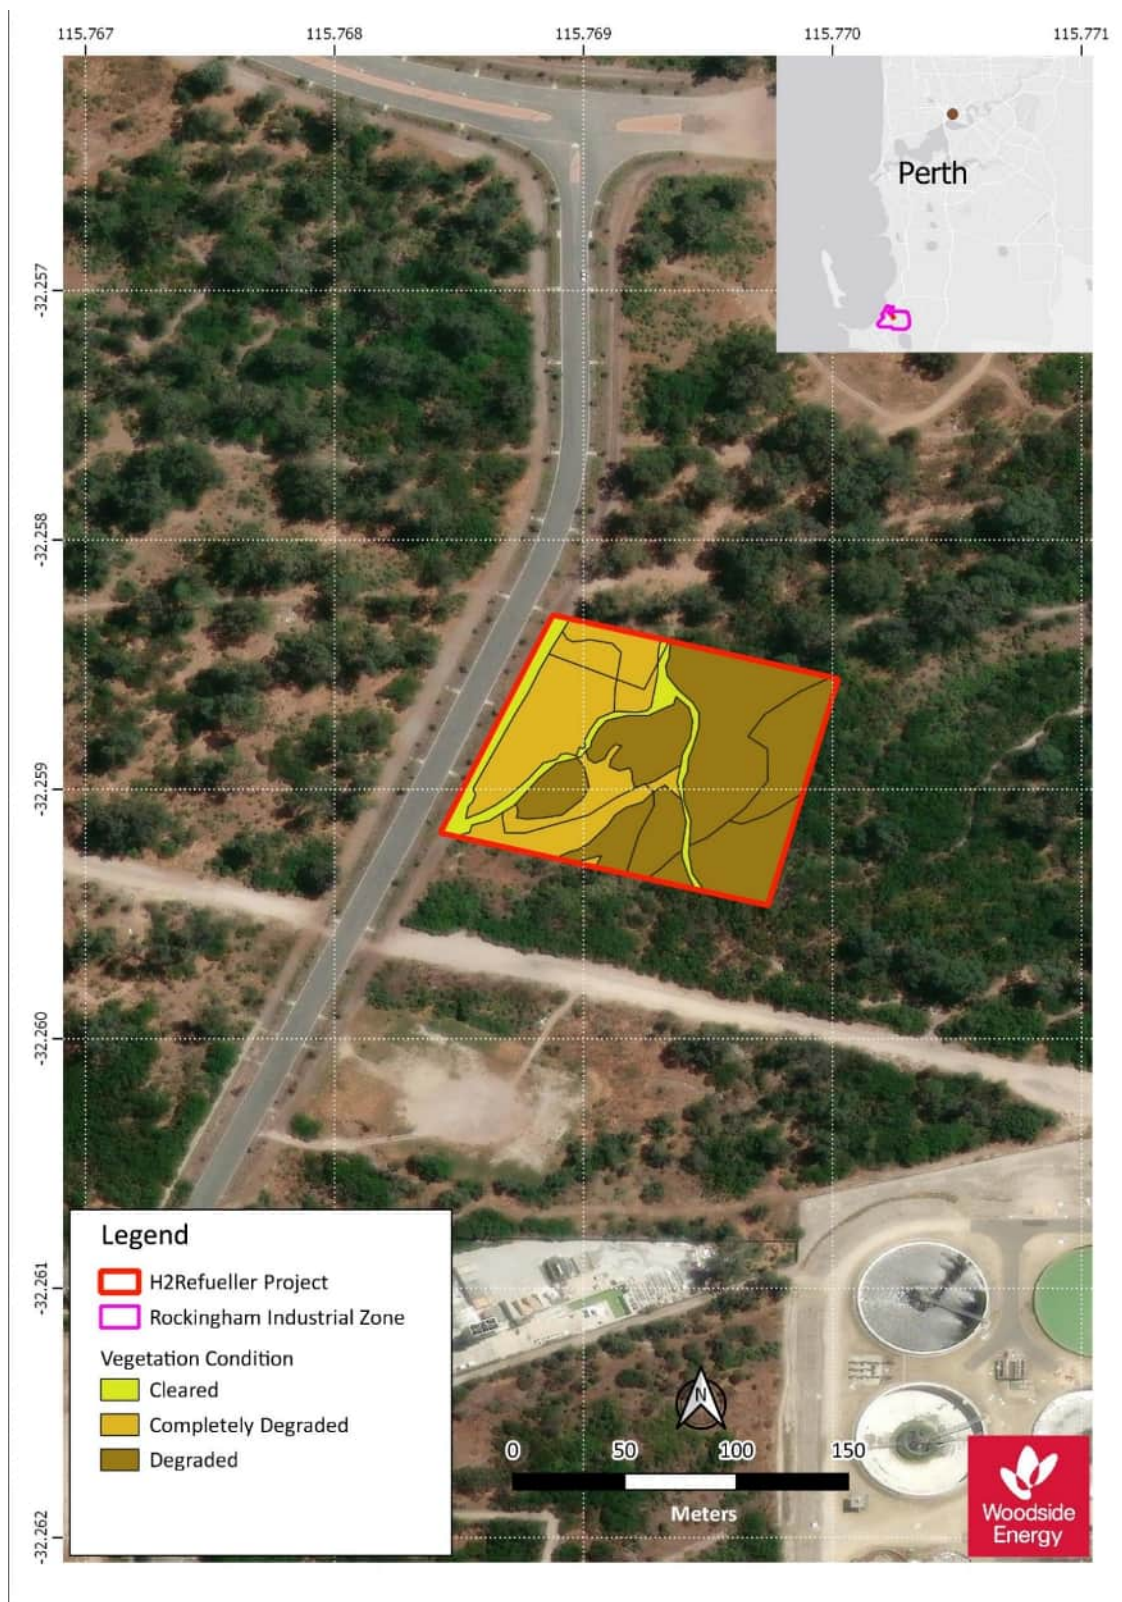 115.767 115.768 115.769 115.770 115.771
Perth
-32.257
-32.258
-32.259
-32.260
-32.261
-32.262
Legend
H2Refueller Project
Rockingham Industrial Zone
Vegetation Condition
Cleared
Completely Degraded
Degraded
N
0 50 100 150
Meters
Woodside
Energy